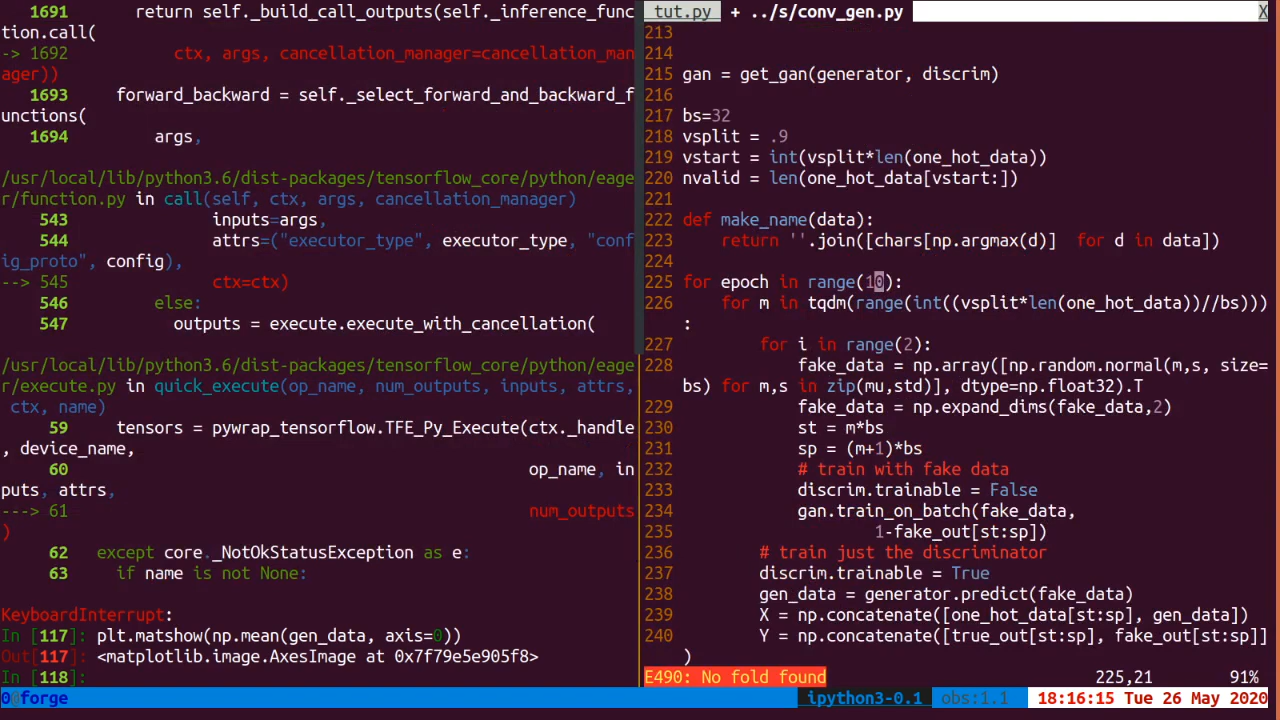 1691       return self._build_call_outputs(self._inference_func
tion.call(
-> 1692           ctx, args, cancellation_manager=cancellation_man
ager))
   1693     forward_backward = self._select_forward_and_backward_f
unctions(
   1694         args,

/usr/local/lib/python3.6/dist-packages/tensorflow_core/python/eage
r/function.py in call(self, ctx, args, cancellation_manager)
    543               inputs=args,
    544               attrs=("executor_type", executor_type, "conf
ig_proto", config),
--> 545               ctx=ctx)
    546         else:
    547           outputs = execute.execute_with_cancellation(

/usr/local/lib/python3.6/dist-packages/tensorflow_core/python/eage
r/execute.py in quick_execute(op_name, num_outputs, inputs, attrs,
 ctx, name)
     59     tensors = pywrap_tensorflow.TFE_Py_Execute(ctx._handle
, device_name,
     60                                                op_name, in
puts, attrs,
---> 61                                                num_outputs
)
     62   except core._NotOkStatusException as e:
     63     if name is not None:

KeyboardInterrupt:
In [117]: plt.matshow(np.mean(gen_data, axis=0))
Out[117]: <matplotlib.image.AxesImage at 0x7f79e5e905f8>
In [118]:
tut.py  + ../s/conv_gen.py X
213
214
215 gan = get_gan(generator, discrim)
216
217 bs=32
218 vsplit = .9
219 vstart = int(vsplit*len(one_hot_data))
220 nvalid = len(one_hot_data[vstart:])
221
222 def make_name(data):
223     return ''.join([chars[np.argmax(d)]  for d in data])
224
225 for epoch in range(10):
226     for m in tqdm(range(int((vsplit*len(one_hot_data))//bs)))
:
227         for i in range(2):
228             fake_data = np.array([np.random.normal(m,s, size=
bs) for m,s in zip(mu,std)], dtype=np.float32).T
229             fake_data = np.expand_dims(fake_data,2)
230             st = m*bs
231             sp = (m+1)*bs
232             # train with fake data
233             discrim.trainable = False
234             gan.train_on_batch(fake_data,
235                     1-fake_out[st:sp])
236         # train just the discriminator
237         discrim.trainable = True
238         gen_data = generator.predict(fake_data)
239         X = np.concatenate([one_hot_data[st:sp], gen_data])
240         Y = np.concatenate([true_out[st:sp], fake_out[st:sp]]
)
E490: No fold found 225,21 91%
0@forge ipython3-0.1 obs:1.1 18:16:15 Tue 26 May 2020